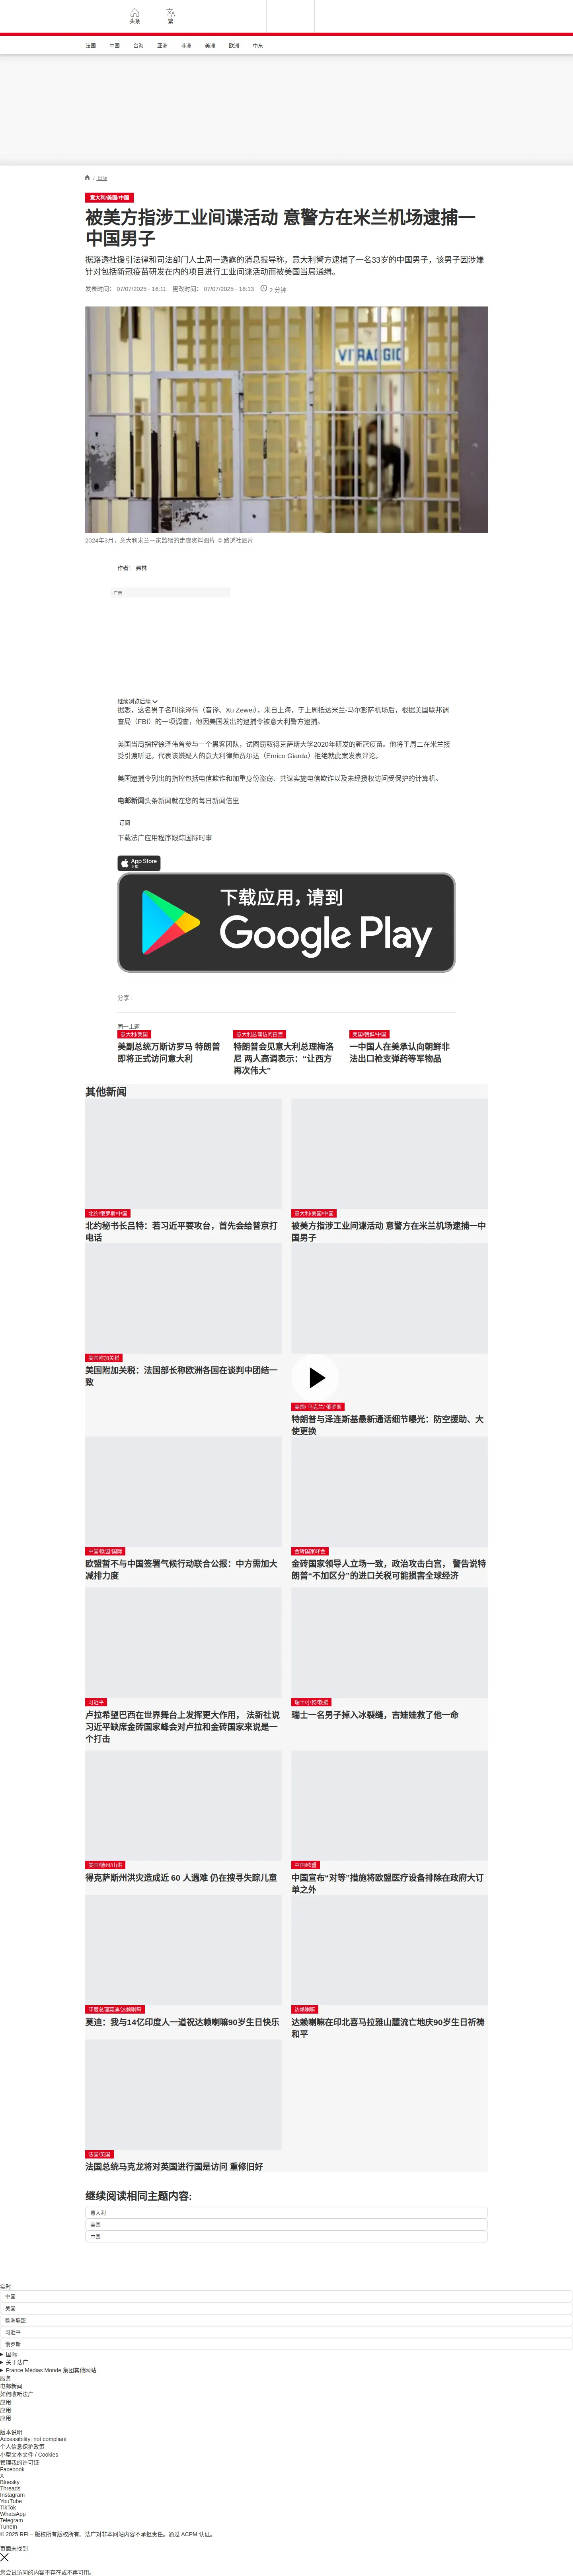 头条
繁
法国 中国 台海 亚洲 非洲 美洲 欧洲 中东
/ 国际
意大利/美国/中国
被美方指涉工业间谍活动 意警方在米兰机场逮捕一
中国男子
据路透社援引法律和司法部门人士周一透露的消息报导称，意大利警方逮捕了一名33岁的中国男子，该男子因涉嫌
针对包括新冠疫苗研发在内的项目进行工业间谍活动而被美国当局通缉。
发表时间： 07/07/2025 - 16:11 更改时间： 07/07/2025 - 16:13 2 分钟
2024年3月，意大利米兰一家监狱的走廊资料图片 © 路透社图片
作者： 弗林
广告
继续浏览后续
据悉，这名男子名叫徐泽伟（音译、Xu Zewei），来自上海，于上周抵达米兰-马尔彭萨机场后，根据美国联邦调
查局（FBI）的一项调查，他因美国发出的逮捕令被意大利警方逮捕。
美国当局指控徐泽伟曾参与一个黑客团队，试图窃取得克萨斯大学2020年研发的新冠疫苗。他将于周二在米兰接
受引渡听证。代表该嫌疑人的意大利律师贾尔达（Enrico Giarda）拒绝就此案发表评论。
美国逮捕令列出的指控包括电信欺诈和加重身份盗窃、共谋实施电信欺诈以及未经授权访问受保护的计算机。
电邮新闻头条新闻就在您的每日新闻信里
订阅
下载法广应用程序跟踪国际时事
App Store
下载
下载应用，请到
Google Play
分享 :
同一主题
意大利/美国
美副总统万斯访罗马 特朗普
即将正式访问意大利
意大利总理访问白宫
特朗普会见意大利总理梅洛
尼 两人高调表示：“让西方
再次伟大”
美国/朝鲜/中国
一中国人在美承认向朝鲜非
法出口枪支弹药等军物品
其他新闻
北约/俄罗斯/中国
北约秘书长吕特：若习近平要攻台，首先会给普京打
电话
意大利/美国/中国
被美方指涉工业间谍活动 意警方在米兰机场逮捕一中
国男子
美国附加关税
美国附加关税：法国部长称欧洲各国在谈判中团结一
致
美国/ 乌克兰/ 俄罗斯
特朗普与泽连斯基最新通话细节曝光：防空援助、大
使更换
中国/欧盟/国际
欧盟暂不与中国签署气候行动联合公报：中方需加大
减排力度
金砖国家峰会
金砖国家领导人立场一致，政治攻击白宫， 警告说特
朗普“不加区分”的进口关税可能损害全球经济
习近平
卢拉希望巴西在世界舞台上发挥更大作用， 法新社说
习近平缺席金砖国家峰会对卢拉和金砖国家来说是一
个打击
瑞士/小狗/救援
瑞士一名男子掉入冰裂缝，吉娃娃救了他一命
美国/德州/山洪
得克萨斯州洪灾造成近 60 人遇难 仍在搜寻失踪儿童
中国/欧盟
中国宣布“对等”措施将欧盟医疗设备排除在政府大订
单之外
印度总理莫迪/达赖喇嘛
莫迪：我与14亿印度人一道祝达赖喇嘛90岁生日快乐
达赖喇嘛
达赖喇嘛在印北喜马拉雅山麓流亡地庆90岁生日祈祷
和平
法国/英国
法国总统马克龙将对英国进行国是访问 重修旧好
继续阅读相同主题内容:
意大利
美国
中国
实时
中国
美国
欧洲联盟
习近平
俄罗斯
国际
关于法广
France Médias Monde 集团其他网站
服务
电邮新闻
如何收听法广
应用
应用
应用
版本说明
Accessibility: not compliant
个人信息保护政策
小型文本文件 / Cookies
管理我的许可证
Facebook
X
Bluesky
Threads
Instagram
YouTube
TikTok
WhatsApp
Telegram
TuneIn
© 2025 RFI – 版权所有版权所有。法广对非本网站内容不承担责任。通过 ACPM 认证。
页面未找到
您尝试访问的内容不存在或不再可用。